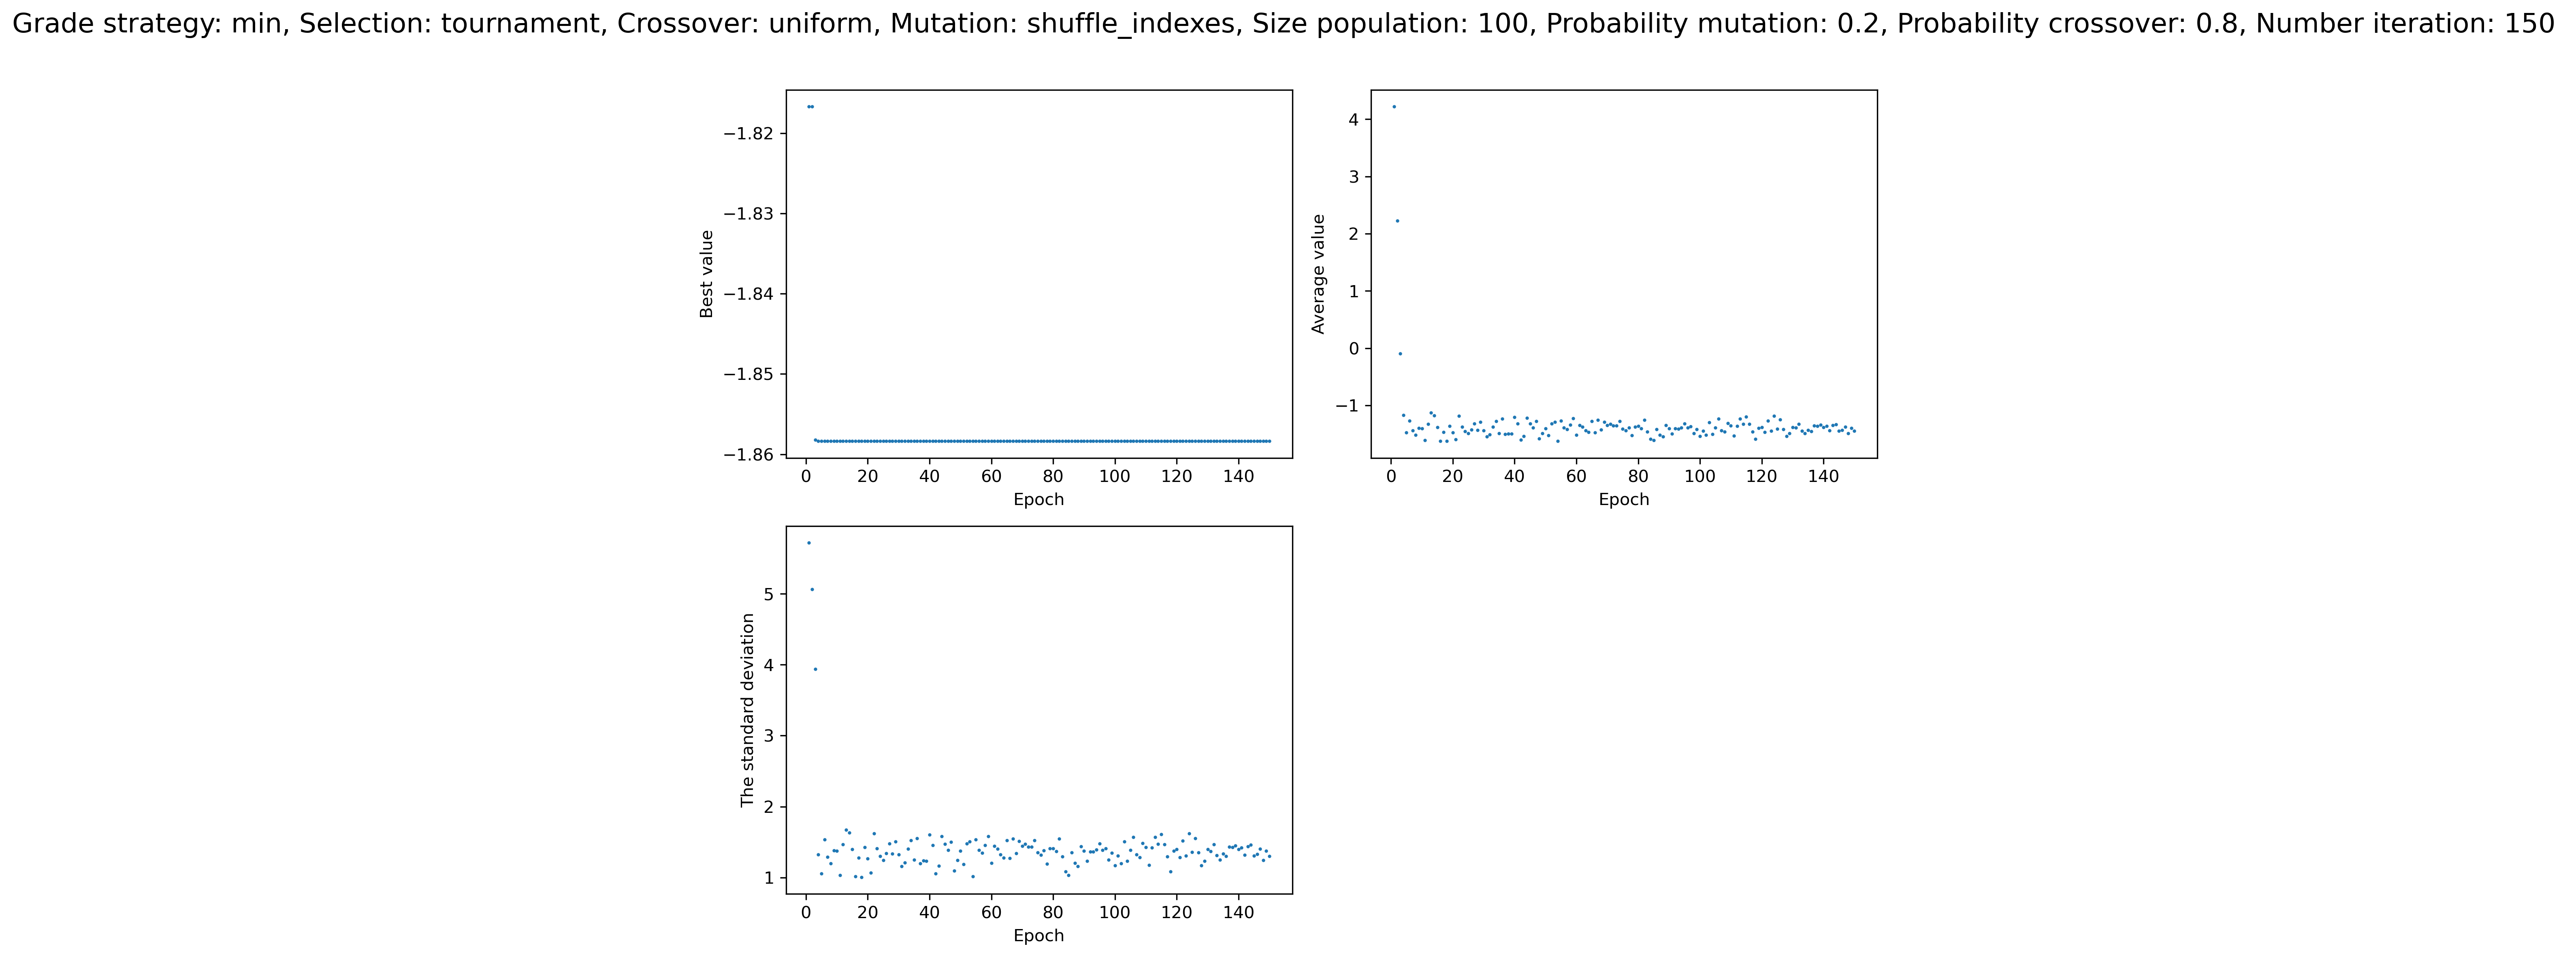 Grade strategy: min, Selection: tournament, Crossover: uniform, Mutation: shuffle_indexes, Size population: 100, Probability mutation: 0.2, Probability crossover: 0.8, Number iteration: 150
Best value
−1.82
−1.83
−1.84
−1.85
−1.86
0 20 40 60 80 100 120 140
Epoch
Average value
4
3
2
1
0
−1
0 20 40 60 80 100 120 140
Epoch
The standard deviation
5
4
3
2
1
0 20 40 60 80 100 120 140
Epoch